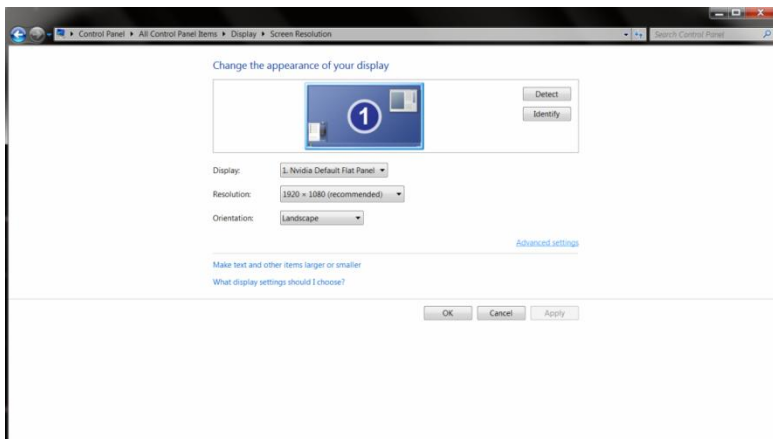 Control Panel ▸ All Control Panel Items ▸ Display ▸ Screen Resolution
Search Control Panel
Change the appearance of your display
1
Detect
Identify
Display: 1. Nvidia Default Flat Panel
Resolution: 1920 × 1080 (recommended)
Orientation: Landscape
Advanced settings
Make text and other items larger or smaller
What display settings should I choose?
OK Cancel Apply